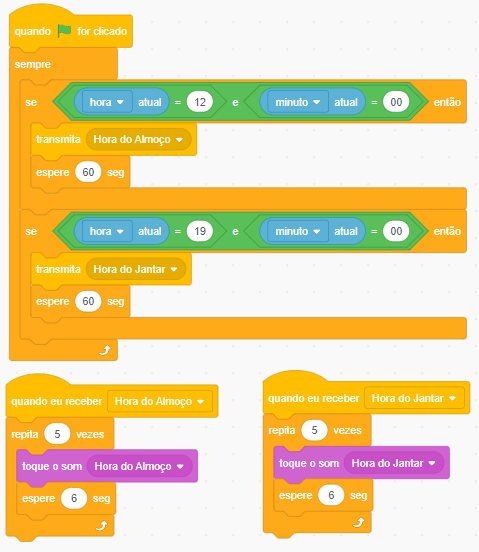 quando for clicado
sempre
se hora atual = 12 e minuto atual = 00 então
transmita Hora do Almoço
espere 60 seg
se hora atual = 19 e minuto atual = 00 então
transmita Hora do Jantar
espere 60 seg
quando eu receber Hora do Almoço
repita 5 vezes
toque o som Hora do Almoço
espere 6 seg
quando eu receber Hora do Jantar
repita 5 vezes
toque o som Hora do Jantar
espere 6 seg